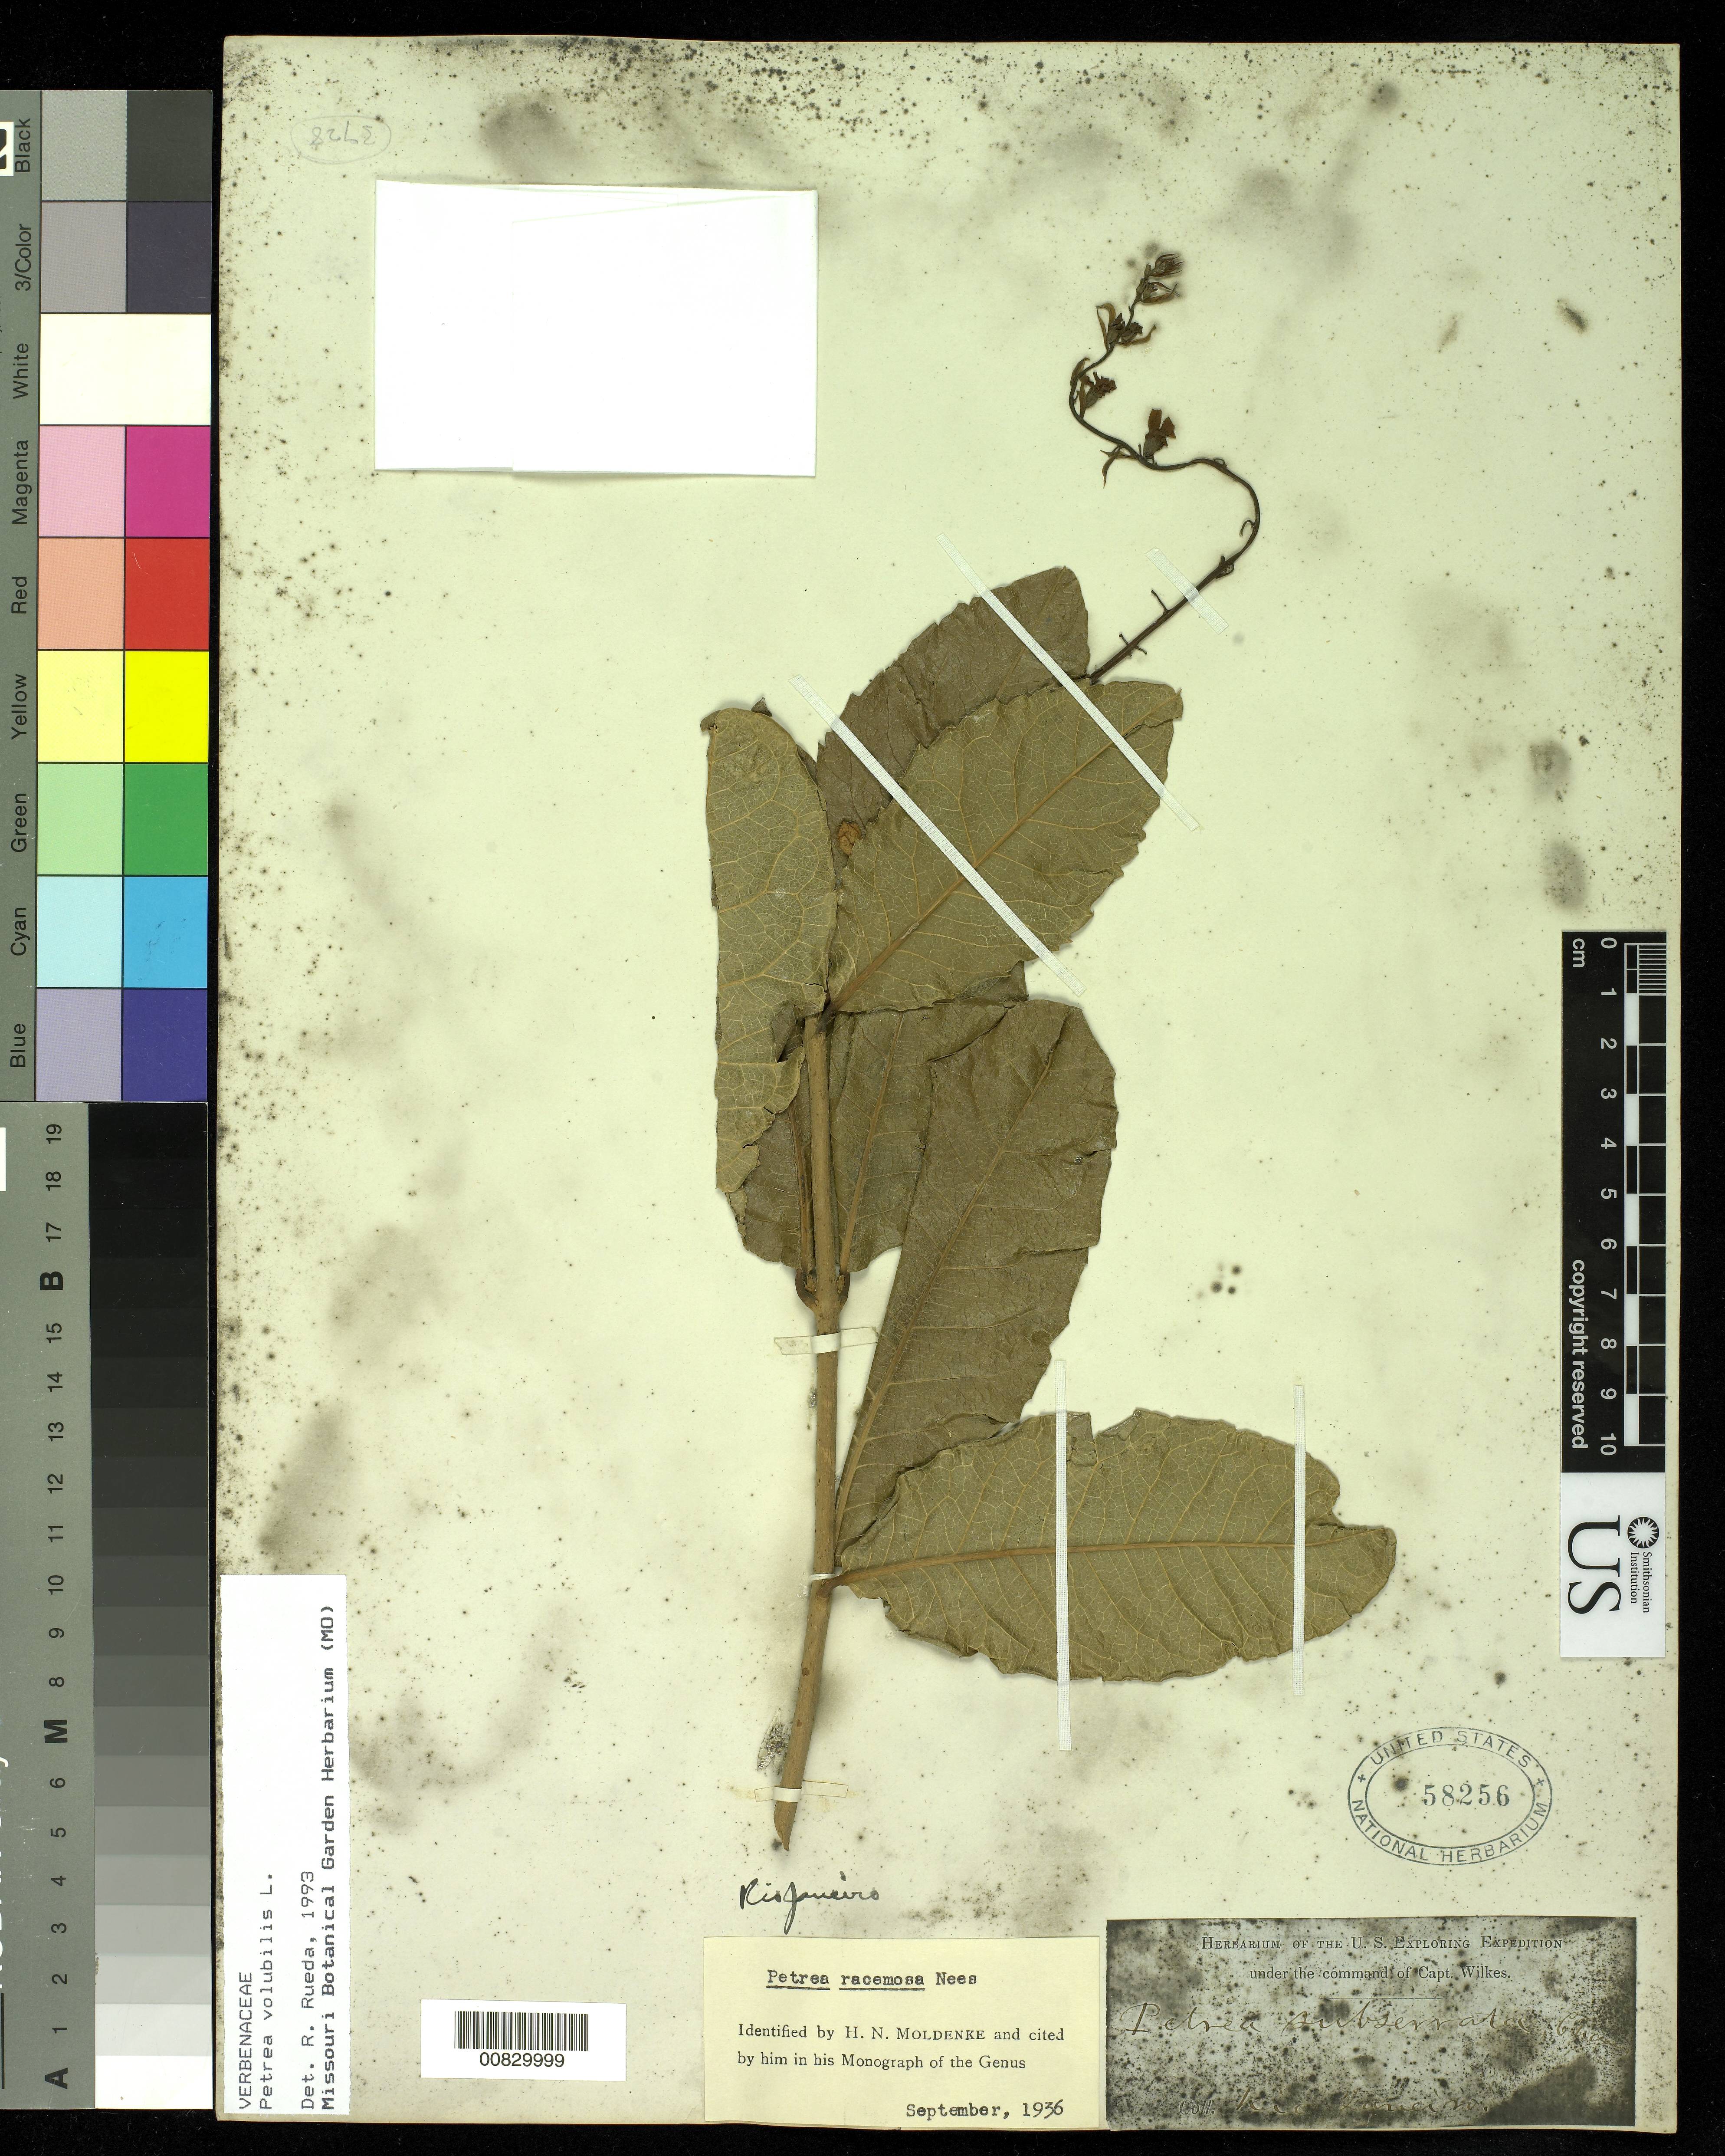 3728
Rio Janeiro
Petrea racemosa Nees
Identified by H. N. MOLDENKE and cited
by him in his Monograph of the Genus
September, 1936
HERBARIUM OF THE U. S. EXPLORING EXPEDITION
under the command of Capt. Wilkes.
Petrea subserrata
Coll. Rio Janeiro.
UNITED STATES
58256
NATIONAL HERBARIUM
00829999
VERBENACEAE
Petrea volubilis L.
Det. R. Rueda, 1993
Missouri Botanical Garden Herbarium (MO)
Black
3/Color
White
Magenta
Red
Yellow
Green
Cyan
Blue
19
18
17
B
15
14
13
12
11
10
9
8
M
6
5
4
3
2
1
A
cm
0
1
2
3
4
5
6
7
8
9
10
copyright reserved
US
Smithsonian
Institution